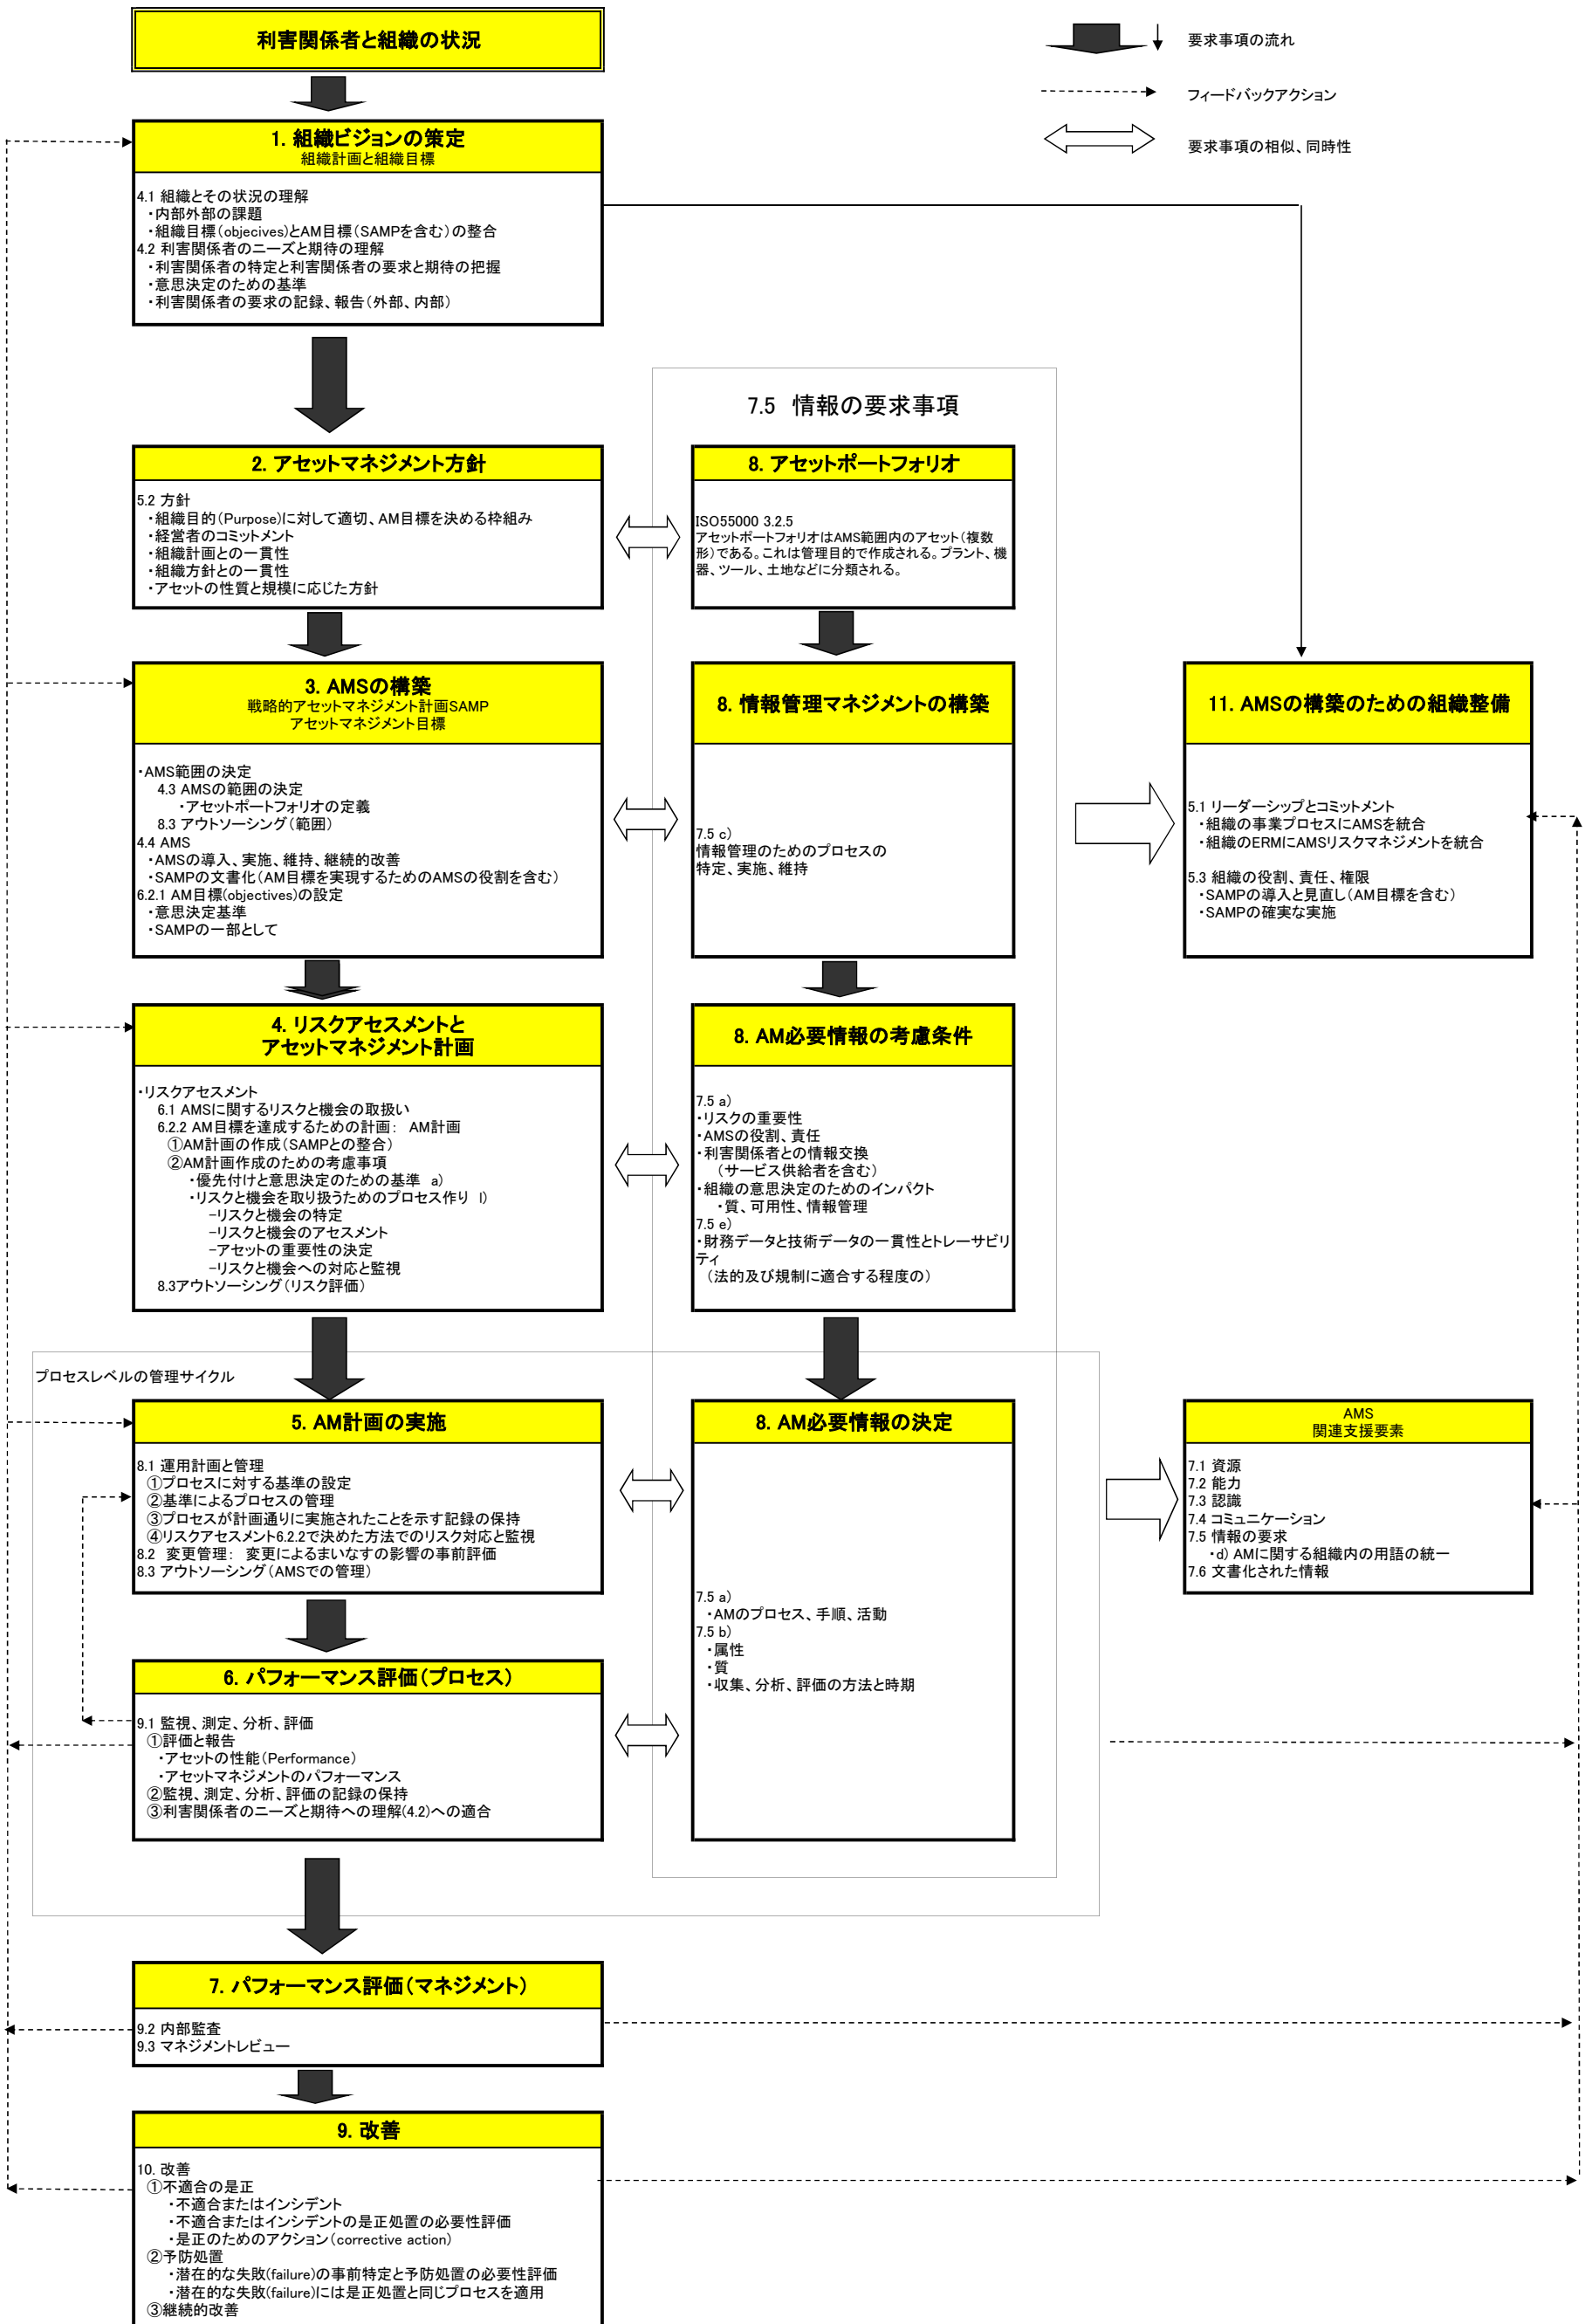 利害関係者と組織の状況
要求事項の流れ
フィードバックアクション
要求事項の相似、同時性
1. 組織ビジョンの策定
組織計画と組織目標
4.1 組織とその状況の理解
・内部外部の課題
・組織目標(objecives)とAM目標(SAMPを含む)の整合
4.2 利害関係者のニーズと期待の理解
・利害関係者の特定と利害関係者の要求と期待の把握
・意思決定のための基準
・利害関係者の要求の記録、報告(外部、内部)
7.5 情報の要求事項
2. アセットマネジメント方針
5.2 方針
・組織目的(Purpose)に対して適切、AM目標を決める枠組み
・経営者のコミットメント
・組織計画との一貫性
・組織方針との一貫性
・アセットの性質と規模に応じた方針
8. アセットポートフォリオ
ISO55000 3.2.5
アセットポートフォリオはAMS範囲内のアセット(複数
形)である。これは管理目的で作成される。プラント、機
器、ツール、土地などに分類される。
3. AMSの構築
戦略的アセットマネジメント計画SAMP
アセットマネジメント目標
・AMS範囲の決定
4.3 AMSの範囲の決定
・アセットポートフォリオの定義
8.3 アウトソーシング(範囲)
4.4 AMS
・AMSの導入、実施、維持、継続的改善
・SAMPの文書化(AM目標を実現するためのAMSの役割を含む)
6.2.1 AM目標(objectives)の設定
・意思決定基準
・SAMPの一部として
8. 情報管理マネジメントの構築
7.5 c)
情報管理のためのプロセスの
特定、実施、維持
11. AMSの構築のための組織整備
5.1 リーダーシップとコミットメント
・組織の事業プロセスにAMSを統合
・組織のERMにAMSリスクマネジメントを統合
5.3 組織の役割、責任、権限
・SAMPの導入と見直し(AM目標を含む)
・SAMPの確実な実施
4. リスクアセスメントと
アセットマネジメント計画
・リスクアセスメント
6.1 AMSに関するリスクと機会の取扱い
6.2.2 AM目標を達成するための計画: AM計画
①AM計画の作成(SAMPとの整合)
②AM計画作成のための考慮事項
・優先付けと意思決定のための基準 a)
・リスクと機会を取り扱うためのプロセス作り l)
－リスクと機会の特定
－リスクと機会のアセスメント
－アセットの重要性の決定
－リスクと機会への対応と監視
8.3アウトソーシング(リスク評価)
8. AM必要情報の考慮条件
7.5 a)
・リスクの重要性
・AMSの役割、責任
・利害関係者との情報交換
(サービス供給者を含む)
・組織の意思決定のためのインパクト
・質、可用性、情報管理
7.5 e)
・財務データと技術データの一貫性とトレーサビリ
ティ
(法的及び規制に適合する程度の)
プロセスレベルの管理サイクル
5. AM計画の実施
8.1 運用計画と管理
①プロセスに対する基準の設定
②基準によるプロセスの管理
③プロセスが計画通りに実施されたことを示す記録の保持
④リスクアセスメント6.2.2で決めた方法でのリスク対応と監視
8.2 変更管理: 変更によるまいなすの影響の事前評価
8.3 アウトソーシング(AMSでの管理)
8. AM必要情報の決定
7.5 a)
・AMのプロセス、手順、活動
7.5 b)
・属性
・質
・収集、分析、評価の方法と時期
AMS
関連支援要素
7.1 資源
7.2 能力
7.3 認識
7.4 コミュニケーション
7.5 情報の要求
・d) AMに関する組織内の用語の統一
7.6 文書化された情報
6. パフォーマンス評価(プロセス)
9.1 監視、測定、分析、評価
①評価と報告
・アセットの性能(Performance)
・アセットマネジメントのパフォーマンス
②監視、測定、分析、評価の記録の保持
③利害関係者のニーズと期待への理解(4.2)への適合
7. パフォーマンス評価(マネジメント)
9.2 内部監査
9.3 マネジメントレビュー
9. 改善
10. 改善
①不適合の是正
・不適合またはインシデント
・不適合またはインシデントの是正処置の必要性評価
・是正のためのアクション(corrective action)
②予防処置
・潜在的な失敗(failure)の事前特定と予防処置の必要性評価
・潜在的な失敗(failure)には是正処置と同じプロセスを適用
③継続的改善